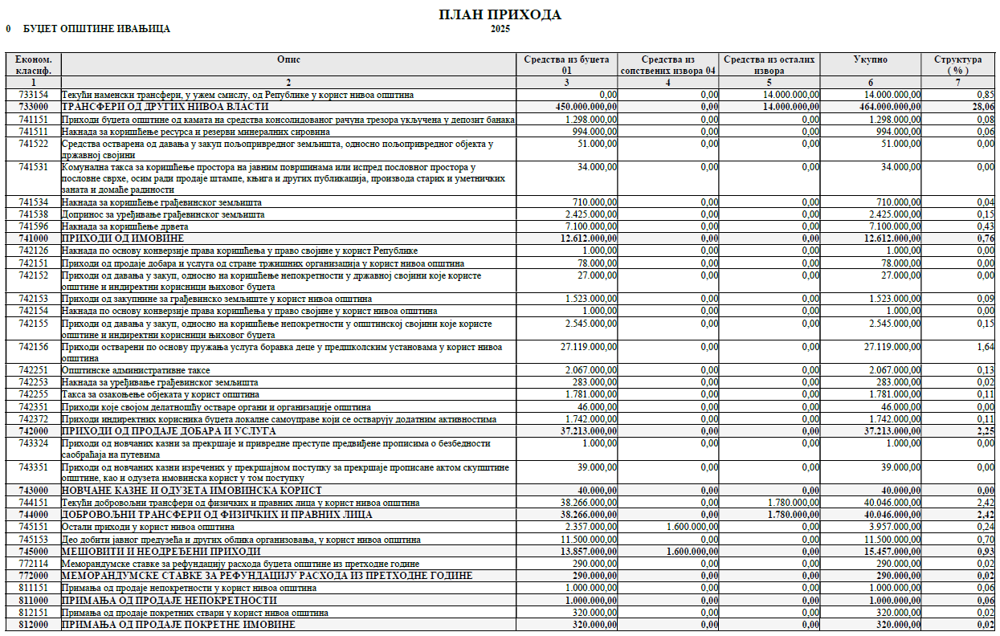 ПЛАН ПРИХОДА
0 БУЏЕТ ОПШТИНЕ ИВАЊИЦА 2025
Економ. Опис Средства из буџета Средства из Средства из осталих Укупно Структура
класиф. 01 сопствених извора 04 извора ( % )
1 2 3 4 5 6 7
733154 Текући наменски трансфери, у ужем смислу, од Републике у корист нивоа општина 0,00 0,00 14.000.000,00 14.000.000,00 0,85
733000 ТРАНСФЕРИ ОД ДРУГИХ НИВОА ВЛАСТИ 450.000.000,00 0,00 14.000.000,00 464.000.000,00 28,06
741151 Приходи буџета општине од камата на средства консолидованог рачуна трезора укључена у депозит банака 1.298.000,00 0,00 0,00 1.298.000,00 0,08
741511 Накнада за коришћење ресурса и резерви минералних сировина 994.000,00 0,00 0,00 994.000,00 0,06
741522 Средства остварена од давања у закуп пољопривредног земљишта, односно пољопривредног објекта у 51.000,00 0,00 0,00 51.000,00 0,00
државној својини
741531 Комунална такса за коришћење простора на јавним површинама или испред пословног простора у 34.000,00 0,00 0,00 34.000,00 0,00
пословне сврхе, осим ради продаје штампе, књига и других публикација, производа старих и уметничких
заната и домаће радиности
741534 Накнада за коришћење грађевинског земљишта 710.000,00 0,00 0,00 710.000,00 0,04
741538 Допринос за уређивање грађевинског земљишта 2.425.000,00 0,00 0,00 2.425.000,00 0,15
741596 Накнада за коришћење дрвета 7.100.000,00 0,00 0,00 7.100.000,00 0,43
741000 ПРИХОДИ ОД ИМОВИНЕ 12.612.000,00 0,00 0,00 12.612.000,00 0,76
742126 Накнада по основу конверзије права коришћења у право својине у корист Републике 1.000,00 0,00 0,00 1.000,00 0,00
742151 Приходи од продаје добара и услуга од стране тржишних организација у корист нивоа општина 78.000,00 0,00 0,00 78.000,00 0,00
742152 Приходи од давања у закуп, односно на коришћење непокретности у државној својини које користе 27.000,00 0,00 0,00 27.000,00 0,00
општине и индиректни корисници њиховог буџета
742153 Приходи од закупнине за грађевинско земљиште у корист нивоа општина 1.523.000,00 0,00 0,00 1.523.000,00 0,09
742154 Накнада по основу конверзије права коришћења у право својине у корист нивоа општина 1.000,00 0,00 0,00 1.000,00 0,00
742155 Приходи од давања у закуп, односно на коришћење непокретности у општинској својини које користе 2.545.000,00 0,00 0,00 2.545.000,00 0,15
општине и индиректни корисници њиховог буџета
742156 Приходи остварени по основу пружања услуга боравка деце у предшколским установама у корист нивоа 27.119.000,00 0,00 0,00 27.119.000,00 1,64
општина
742251 Општинске административне таксе 2.067.000,00 0,00 0,00 2.067.000,00 0,13
742253 Накнада за уређивање грађевинског земљишта 283.000,00 0,00 0,00 283.000,00 0,02
742255 Такса за озакоњење објеката у корист општина 1.781.000,00 0,00 0,00 1.781.000,00 0,11
742351 Приходи које својом делатношћу остваре органи и организације општина 46.000,00 0,00 0,00 46.000,00 0,00
742372 Приходи индиректних корисника буџета локалне самоуправе који се остварују додатним активностима 1.742.000,00 0,00 0,00 1.742.000,00 0,11
742000 ПРИХОДИ ОД ПРОДАЈЕ ДОБАРА И УСЛУГА 37.213.000,00 0,00 0,00 37.213.000,00 2,25
743324 Приходи од новчаних казни за прекршаје и привредне преступе предвиђене прописима о безбедности 1.000,00 0,00 0,00 1.000,00 0,00
саобраћаја на путевима
743351 Приходи од новчаних казни изречених у прекршајном поступку за прекршаје прописане актом скупштине 39.000,00 0,00 0,00 39.000,00 0,00
општине, као и одузета имовинска корист у том поступку
743000 НОВЧАНЕ КАЗНЕ И ОДУЗЕТА ИМОВИНСКА КОРИСТ 40.000,00 0,00 0,00 40.000,00 0,00
744151 Текући добровољни трансфери од физичких и правних лица у корист нивоа општина 38.266.000,00 0,00 1.780.000,00 40.046.000,00 2,42
744000 ДОБРОВОЉНИ ТРАНСФЕРИ ОД ФИЗИЧКИХ И ПРАВНИХ ЛИЦА 38.266.000,00 0,00 1.780.000,00 40.046.000,00 2,42
745151 Остали приходи у корист нивоа општина 2.357.000,00 1.600.000,00 0,00 3.957.000,00 0,24
745153 Део добити јавног предузећа и других облика организовања, у корист нивоа општина 11.500.000,00 0,00 0,00 11.500.000,00 0,70
745000 МЕШОВИТИ И НЕОДРЕЂЕНИ ПРИХОДИ 13.857.000,00 1.600.000,00 0,00 15.457.000,00 0,93
772114 Меморандумске ставке за рефундацију расхода буџета општине из претходне године 290.000,00 0,00 0,00 290.000,00 0,02
772000 МЕМОРАНДУМСКЕ СТАВКЕ ЗА РЕФУНДАЦИЈУ РАСХОДА ИЗ ПРЕТХОДНЕ ГОДИНЕ 290.000,00 0,00 0,00 290.000,00 0,02
811151 Примања од продаје непокретности у корист нивоа општина 1.000.000,00 0,00 0,00 1.000.000,00 0,06
811000 ПРИМАЊА ОД ПРОДАЈЕ НЕПОКРЕТНОСТИ 1.000.000,00 0,00 0,00 1.000.000,00 0,06
812151 Примања од продаје покретних ствари у корист нивоа општина 320.000,00 0,00 0,00 320.000,00 0,02
812000 ПРИМАЊА ОД ПРОДАЈЕ ПОКРЕТНЕ ИМОВИНЕ 320.000,00 0,00 0,00 320.000,00 0,02